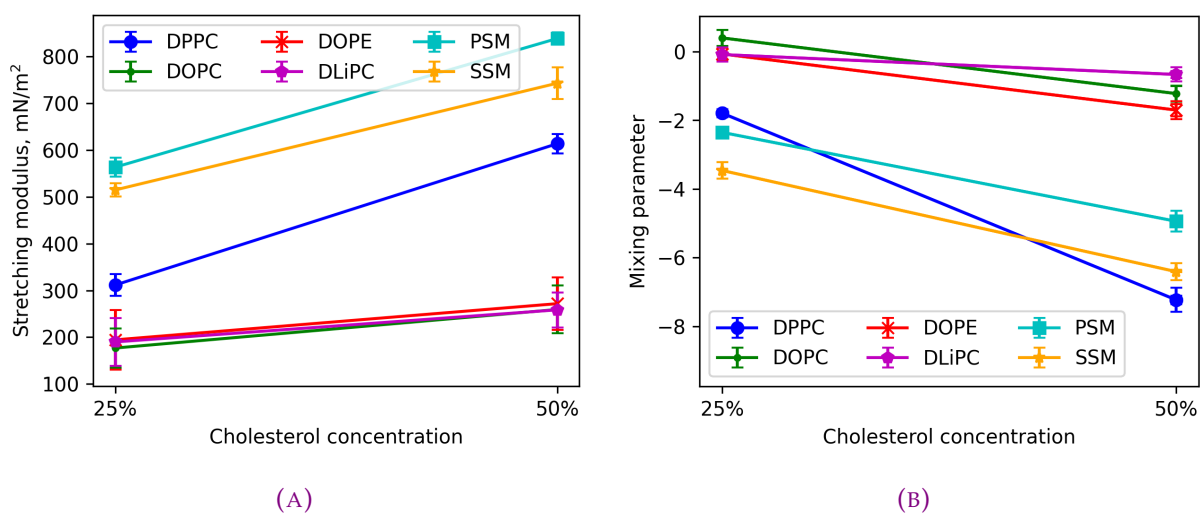 DPPC DOPE PSM
DOPC DLiPC SSM
Stretching modulus, mN/m²
800
700
600
500
400
300
200
100
25% 50%
Cholesterol concentration
(A)
Mixing parameter
0
−2
−4
−6
−8
DPPC DOPE PSM
DOPC DLiPC SSM
25% 50%
Cholesterol concentration
(B)